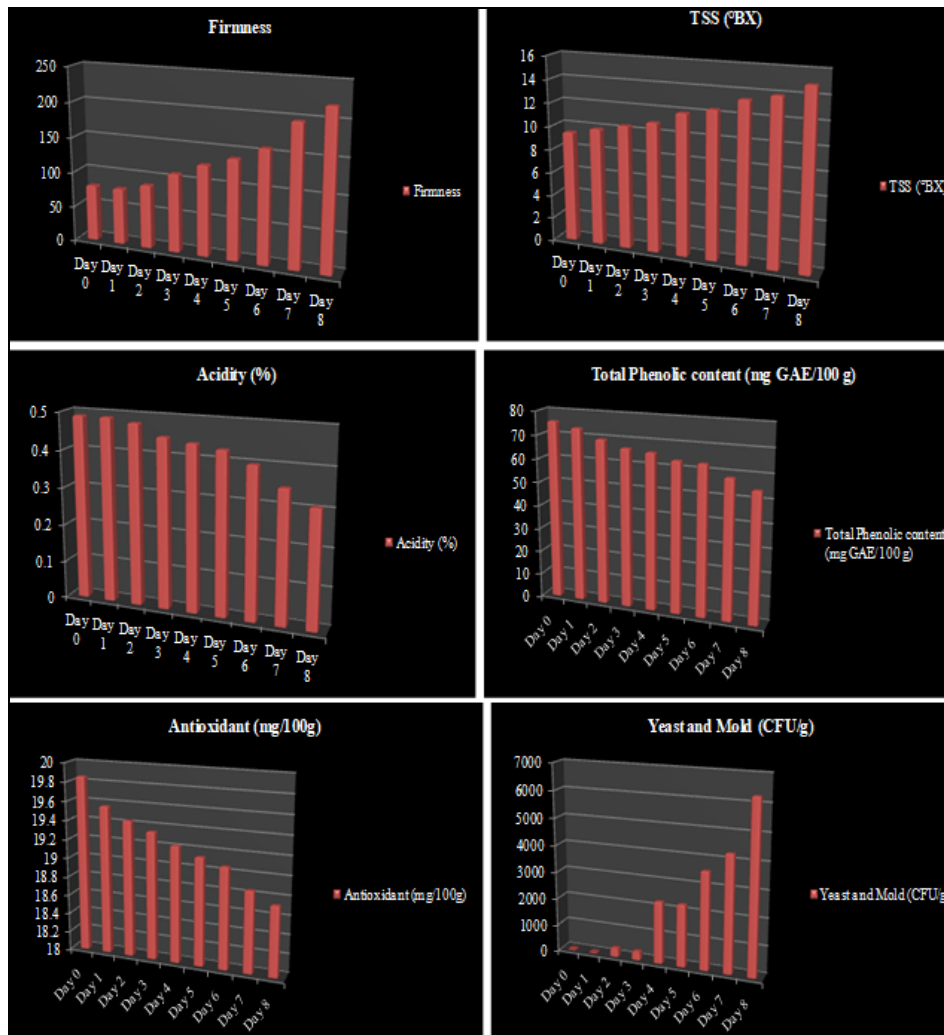 Firmness
250
200
150
100
50
0
Day 0
Day 1
Day 2
Day 3
Day 4
Day 5
Day 6
Day 7
Day 8
Firmness
TSS (°BX)
16
14
12
10
8
6
4
2
0
Day 0
Day 1
Day 2
Day 3
Day 4
Day 5
Day 6
Day 7
Day 8
TSS (°BX)
Acidity (%)
0.5
0.4
0.3
0.2
0.1
0
Day 0
Day 1
Day 2
Day 3
Day 4
Day 5
Day 6
Day 7
Day 8
Acidity (%)
Total Phenolic content (mg GAE/100 g)
80
70
60
50
40
30
20
10
0
Day 0
Day 1
Day 2
Day 3
Day 4
Day 5
Day 6
Day 7
Day 8
Total Phenolic content
(mg GAE/100 g)
Antioxidant (mg/100g)
20
19.8
19.6
19.4
19.2
19
18.8
18.6
18.4
18.2
18
Day 0
Day 1
Day 2
Day 3
Day 4
Day 5
Day 6
Day 7
Day 8
Antioxidant (mg/100g)
Yeast and Mold (CFU/g)
7000
6000
5000
4000
3000
2000
1000
0
Day 0
Day 1
Day 2
Day 3
Day 4
Day 5
Day 6
Day 7
Day 8
Yeast and Mold (CFU/g)